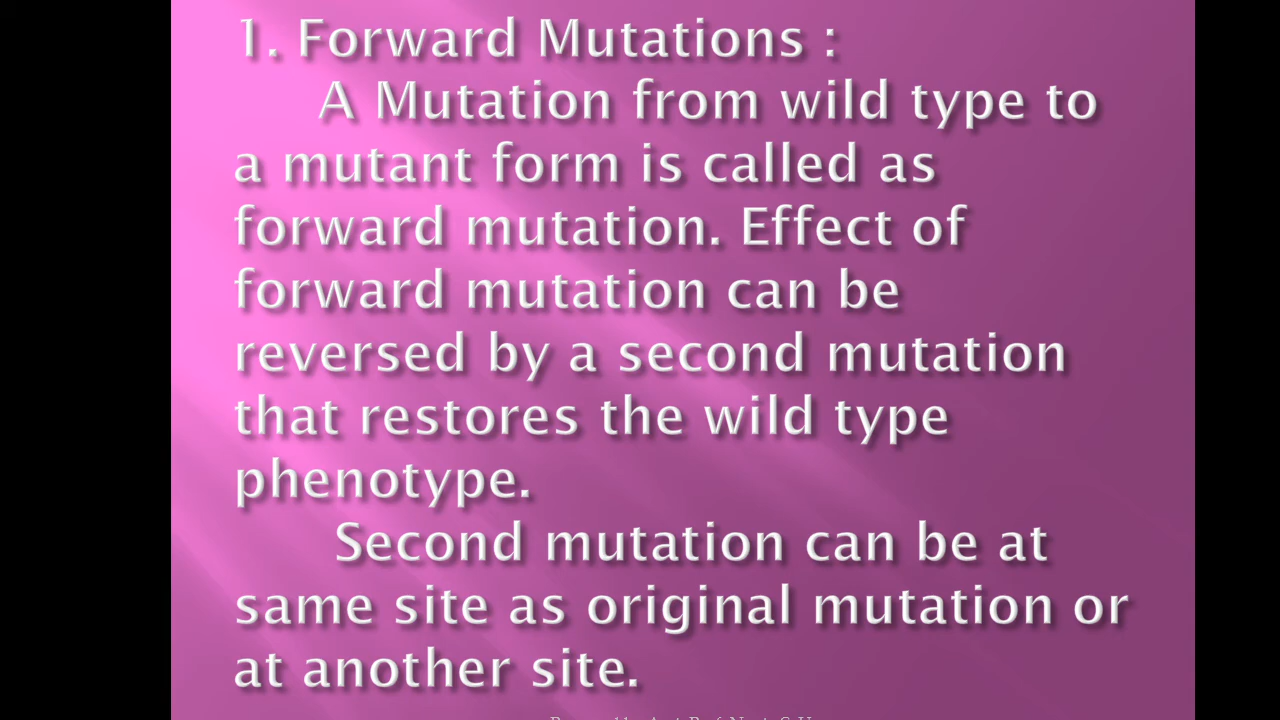 1. Forward Mutations :
A Mutation from wild type to
a mutant form is called as
forward mutation. Effect of
forward mutation can be
reversed by a second mutation
that restores the wild type
phenotype.
Second mutation can be at
same site as original mutation or
at another site.